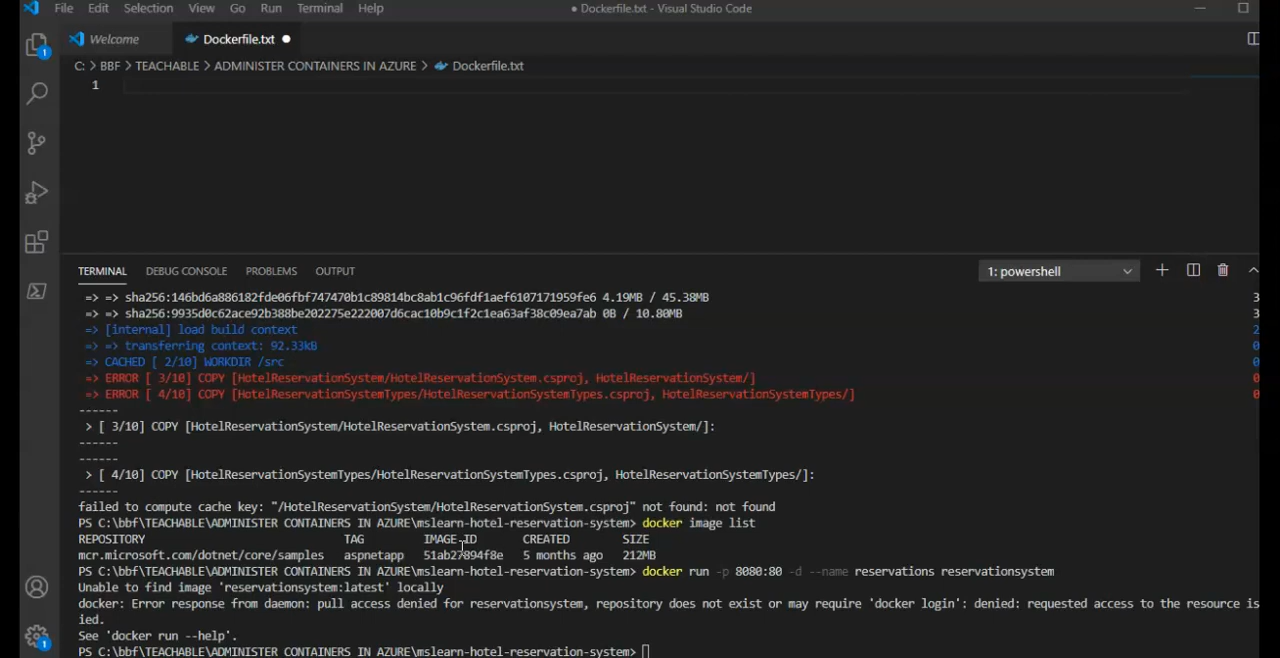 File Edit Selection View Go Run Terminal Help
● Dockerfile.txt - Visual Studio Code
Welcome Dockerfile.txt ●
C: > BBF > TEACHABLE > ADMINISTER CONTAINERS IN AZURE > Dockerfile.txt
1
1
TERMINAL DEBUG CONSOLE PROBLEMS OUTPUT 1: powershell
=> => sha256:146bd6a886182fde06fbf747470b1c89814bc8ab1c96fdf1aef6107171959fe6 4.19MB / 45.38MB 3
=> => sha256:9935d0c62ace92b388be202275e222007d6cac10b9c1f2c1ea63af38c09ea7ab 0B / 10.80MB 3
=> [internal] load build context 2
=> => transferring context: 92.33kB 0
=> CACHED [ 2/10] WORKDIR /src 0
=> ERROR [ 3/10] COPY [HotelReservationSystem/HotelReservationSystem.csproj, HotelReservationSystem/] 0
=> ERROR [ 4/10] COPY [HotelReservationSystemTypes/HotelReservationSystemTypes.csproj, HotelReservationSystemTypes/] 0
------
> [ 3/10] COPY [HotelReservationSystem/HotelReservationSystem.csproj, HotelReservationSystem/]:
------
------
> [ 4/10] COPY [HotelReservationSystemTypes/HotelReservationSystemTypes.csproj, HotelReservationSystemTypes/]:
------
failed to compute cache key: "/HotelReservationSystem/HotelReservationSystem.csproj" not found: not found
PS C:\bbf\TEACHABLE\ADMINISTER CONTAINERS IN AZURE\mslearn-hotel-reservation-system> docker image list
REPOSITORY TAG IMAGE ID CREATED SIZE
mcr.microsoft.com/dotnet/core/samples aspnetapp 51ab27894f8e 5 months ago 212MB
PS C:\bbf\TEACHABLE\ADMINISTER CONTAINERS IN AZURE\mslearn-hotel-reservation-system> docker run -p 8080:80 -d --name reservations reservationsystem
Unable to find image 'reservationsystem:latest' locally
docker: Error response from daemon: pull access denied for reservationsystem, repository does not exist or may require 'docker login': denied: requested access to the resource is
ied.
See 'docker run --help'.
1
PS C:\bbf\TEACHABLE\ADMINISTER CONTAINERS IN AZURE\mslearn-hotel-reservation-system>